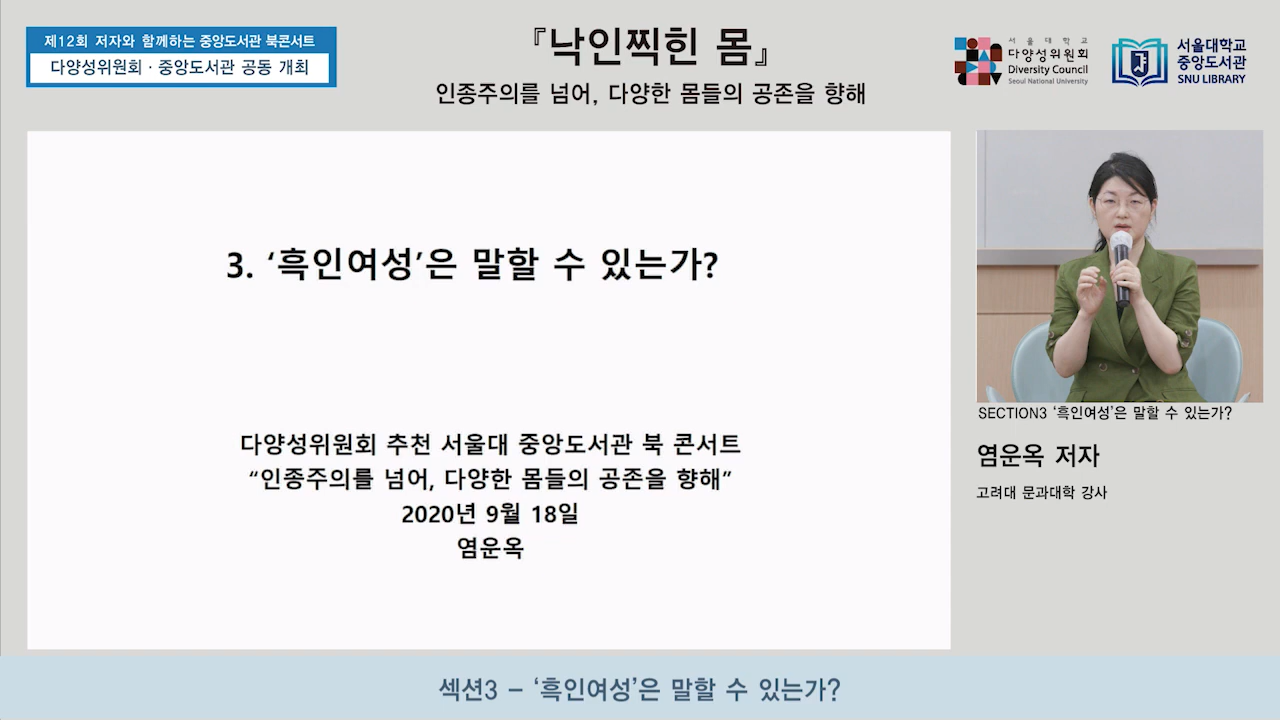 제12회 저자와 함께하는 중앙도서관 북콘서트
다양성위원회 · 중앙도서관 공동 개최
『낙인찍힌 몸』
인종주의를 넘어, 다양한 몸들의 공존을 향해
서울대학교
다양성위원회
Diversity Council
Seoul National University
서울대학교
중앙도서관
SNU LIBRARY
3. ‘흑인여성’은 말할 수 있는가?
다양성위원회 추천 서울대 중앙도서관 북 콘서트
“인종주의를 넘어, 다양한 몸들의 공존을 향해”
2020년 9월 18일
염운옥
SECTION3 ‘흑인여성’은 말할 수 있는가?
염운옥 저자
고려대 문과대학 강사
섹션3 – ‘흑인여성’은 말할 수 있는가?